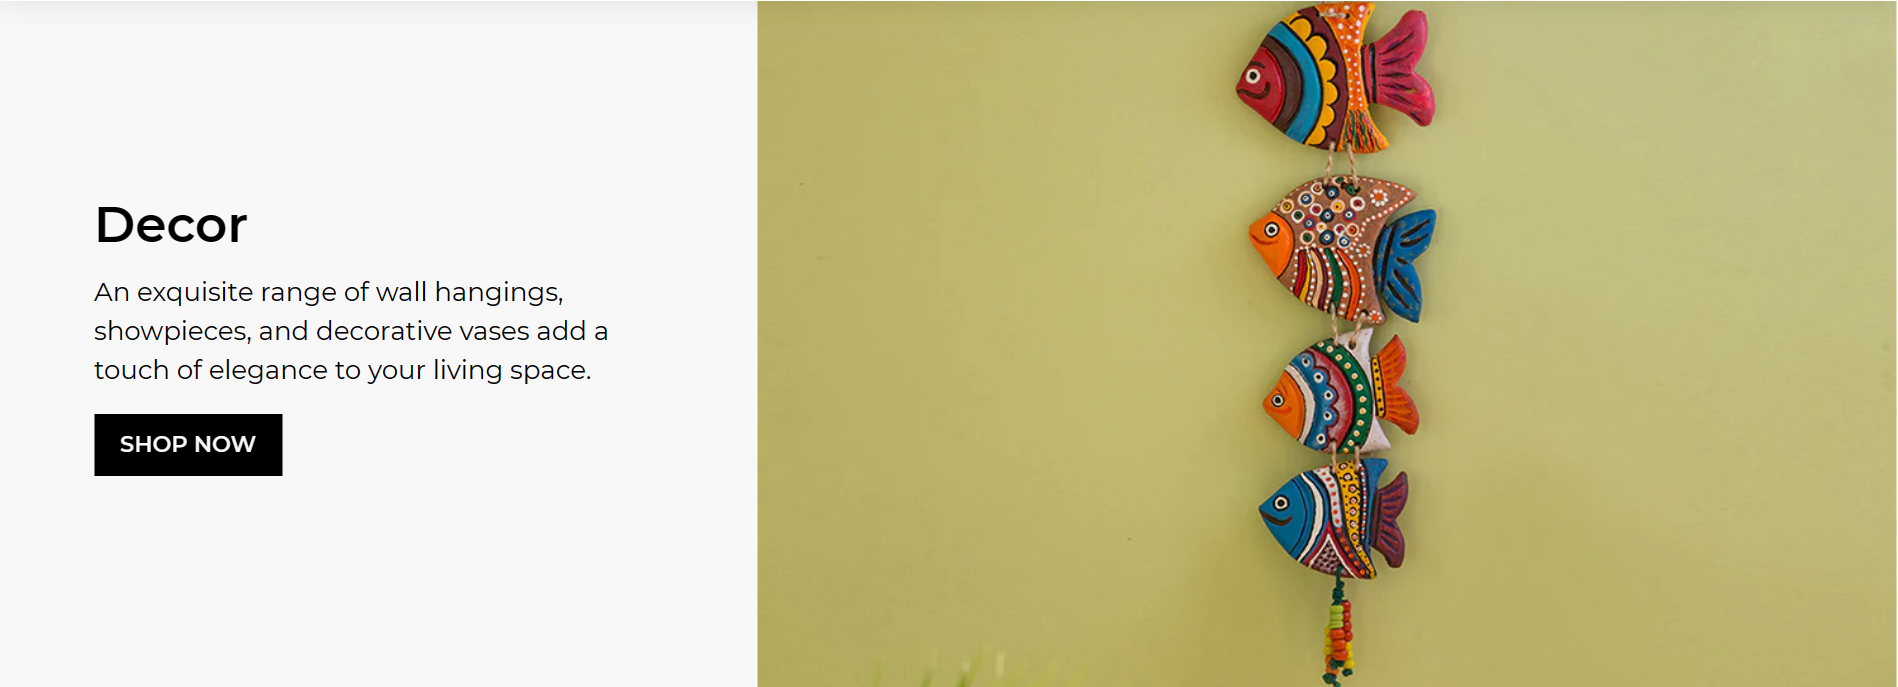 Decor
An exquisite range of wall hangings,
showpieces, and decorative vases add a
touch of elegance to your living space.
SHOP NOW